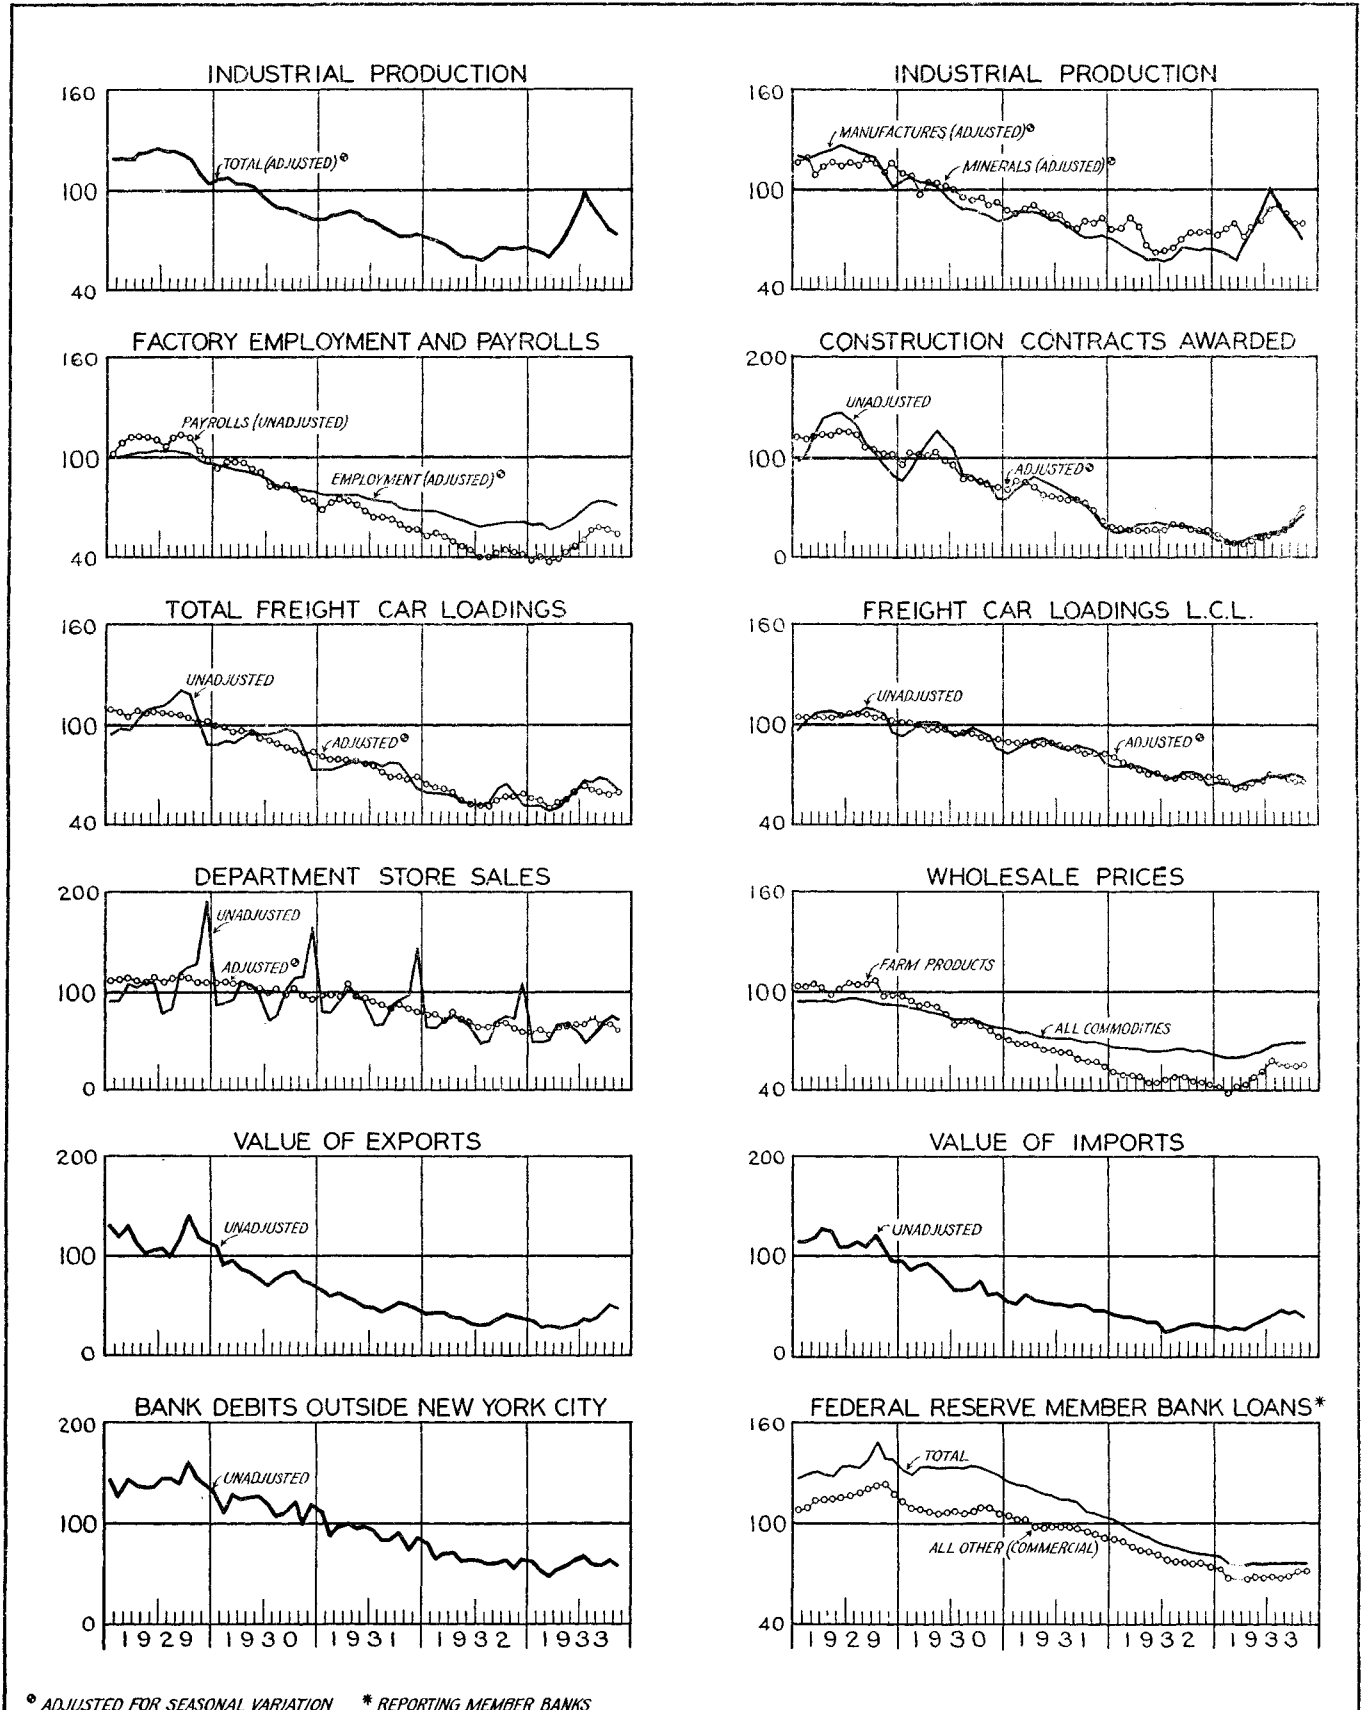 INDUSTRIAL PRODUCTION
160
100
40
TOTAL (ADJUSTED)⊘
INDUSTRIAL PRODUCTION
160
100
40
MANUFACTURES (ADJUSTED)⊘
MINERALS (ADJUSTED)⊘
FACTORY EMPLOYMENT AND PAYROLLS
160
100
40
PAYROLLS (UNADJUSTED)
EMPLOYMENT (ADJUSTED)⊘
CONSTRUCTION CONTRACTS AWARDED
200
100
0
UNADJUSTED
ADJUSTED⊘
TOTAL FREIGHT CAR LOADINGS
160
100
40
UNADJUSTED
ADJUSTED⊘
FREIGHT CAR LOADINGS L.C.L.
160
100
40
UNADJUSTED
ADJUSTED⊘
DEPARTMENT STORE SALES
200
100
0
UNADJUSTED
ADJUSTED⊘
WHOLESALE PRICES
160
100
40
FARM PRODUCTS
ALL COMMODITIES
VALUE OF EXPORTS
200
100
0
UNADJUSTED
VALUE OF IMPORTS
200
100
0
UNADJUSTED
BANK DEBITS OUTSIDE NEW YORK CITY
200
100
0
UNADJUSTED
1929 1930 1931 1932 1933
FEDERAL RESERVE MEMBER BANK LOANS*
160
100
40
TOTAL
ALL OTHER (COMMERCIAL)
1929 1930 1931 1932 1933
⊘ ADJUSTED FOR SEASONAL VARIATION * REPORTING MEMBER BANKS